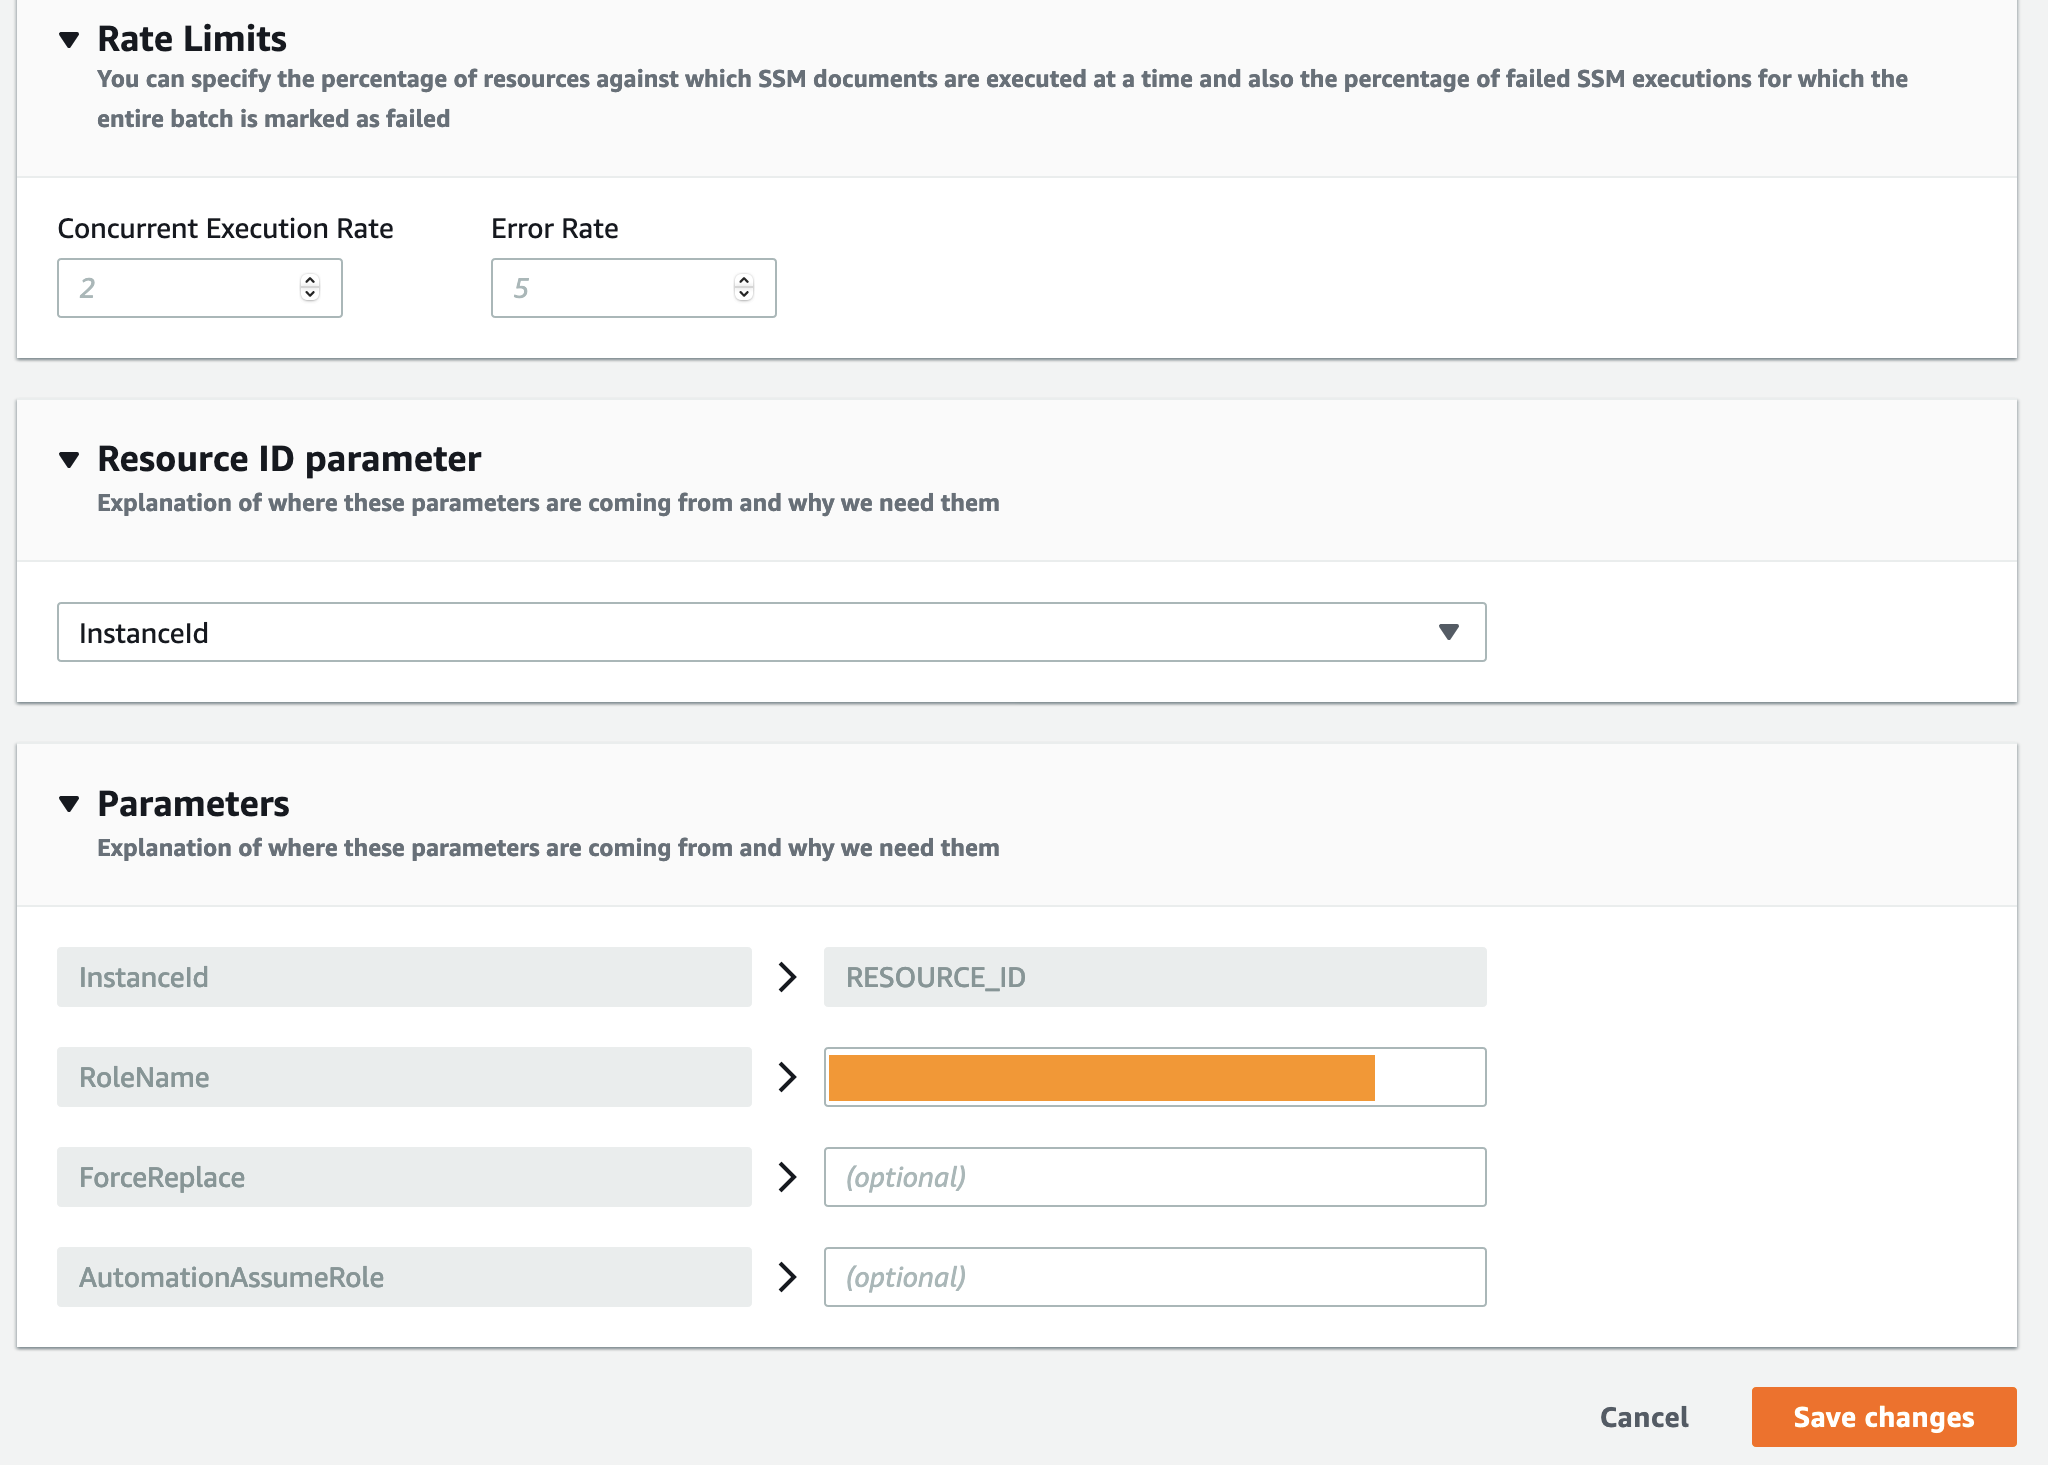 Rate Limits
You can specify the percentage of resources against which SSM documents are executed at a time and also the percentage of failed SSM executions for which the
entire batch is marked as failed
Concurrent Execution Rate
Error Rate
2
5
Resource ID parameter
Explanation of where these parameters are coming from and why we need them
InstanceId
Parameters
Explanation of where these parameters are coming from and why we need them
InstanceId
RESOURCE_ID
RoleName
ForceReplace
(optional)
AutomationAssumeRole
(optional)
Cancel
Save changes